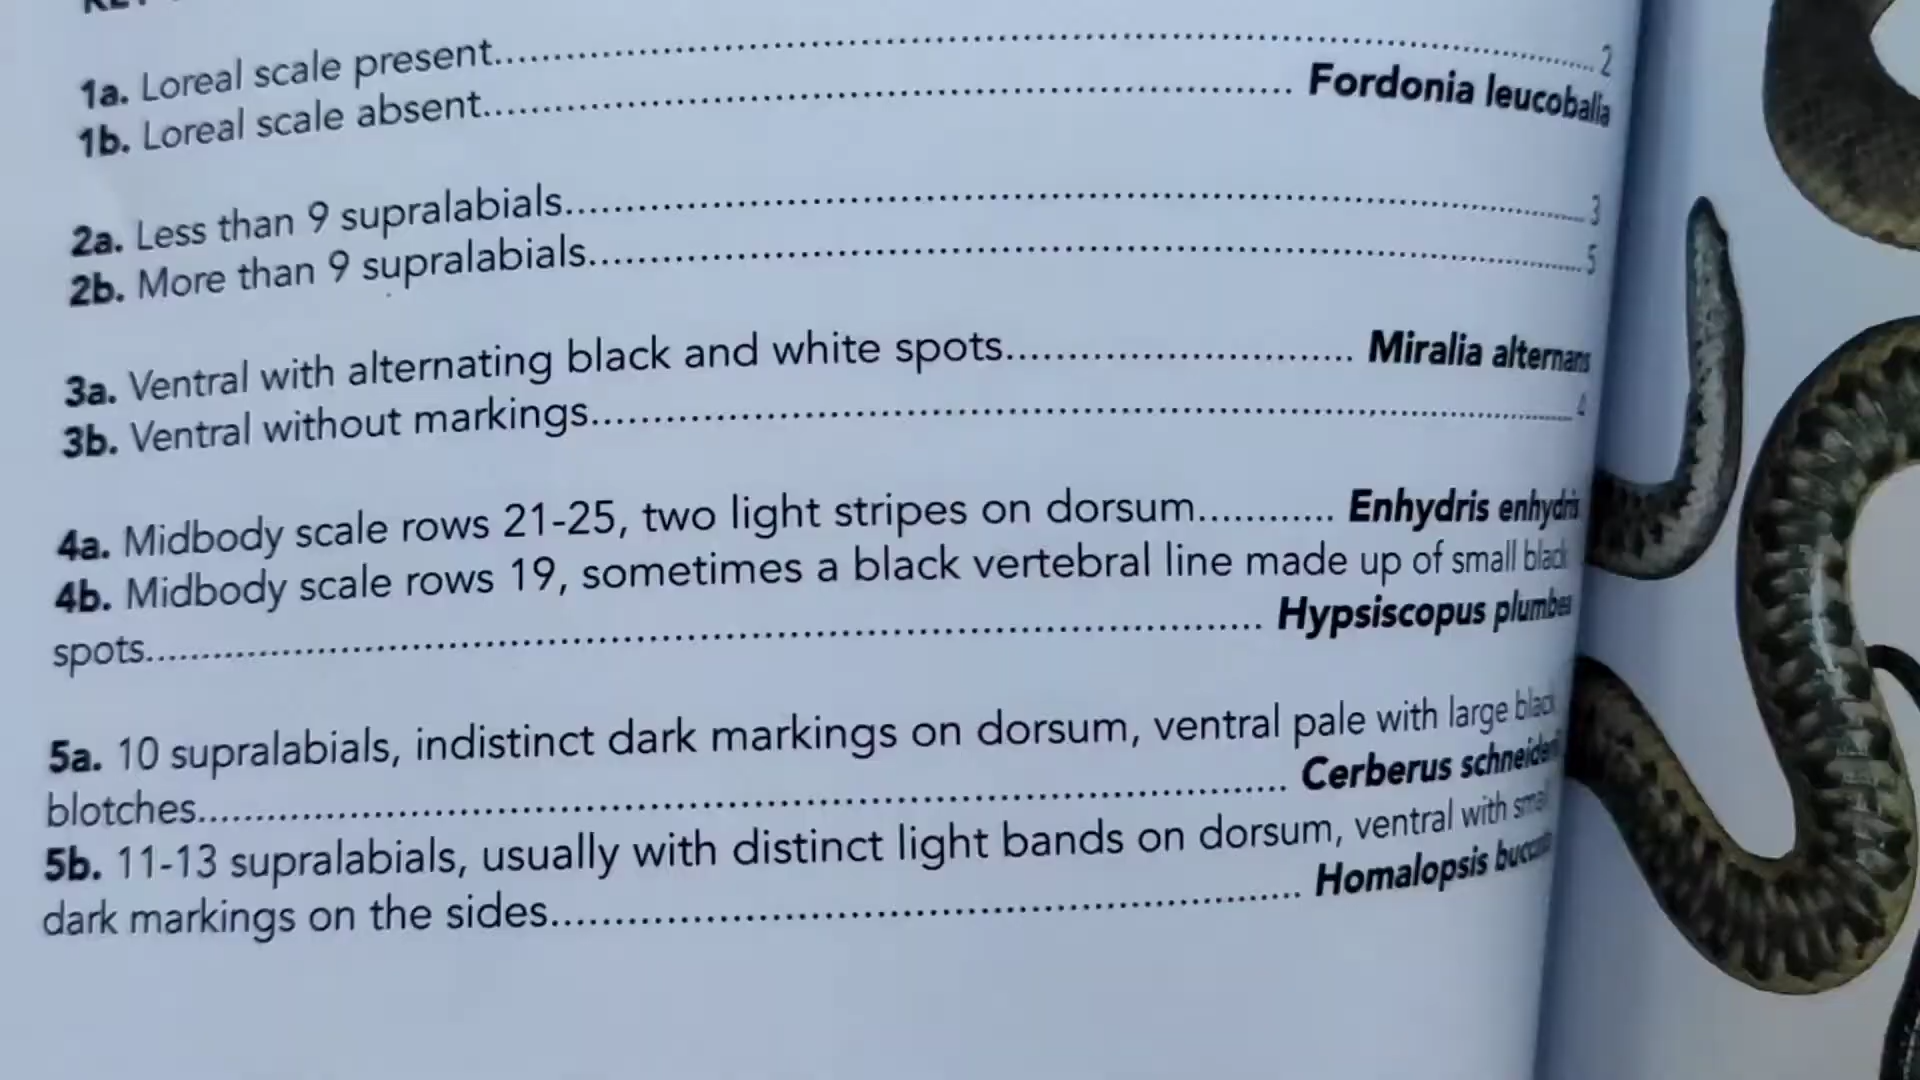 1a. Loreal scale present.......... 2
1b. Loreal scale absent.......... Fordonia leucobalia
2a. Less than 9 supralabials.......... 3
2b. More than 9 supralabials.......... 5
3a. Ventral with alternating black and white spots.......... Miralia alternans
3b. Ventral without markings.......... 4
4a. Midbody scale rows 21-25, two light stripes on dorsum.......... Enhydris enhydris
4b. Midbody scale rows 19, sometimes a black vertebral line made up of small black
spots.......... Hypsiscopus plumbea
5a. 10 supralabials, indistinct dark markings on dorsum, ventral pale with large black
blotches.......... Cerberus schneiderii
5b. 11-13 supralabials, usually with distinct light bands on dorsum, ventral with small
dark markings on the sides.......... Homalopsis buccata